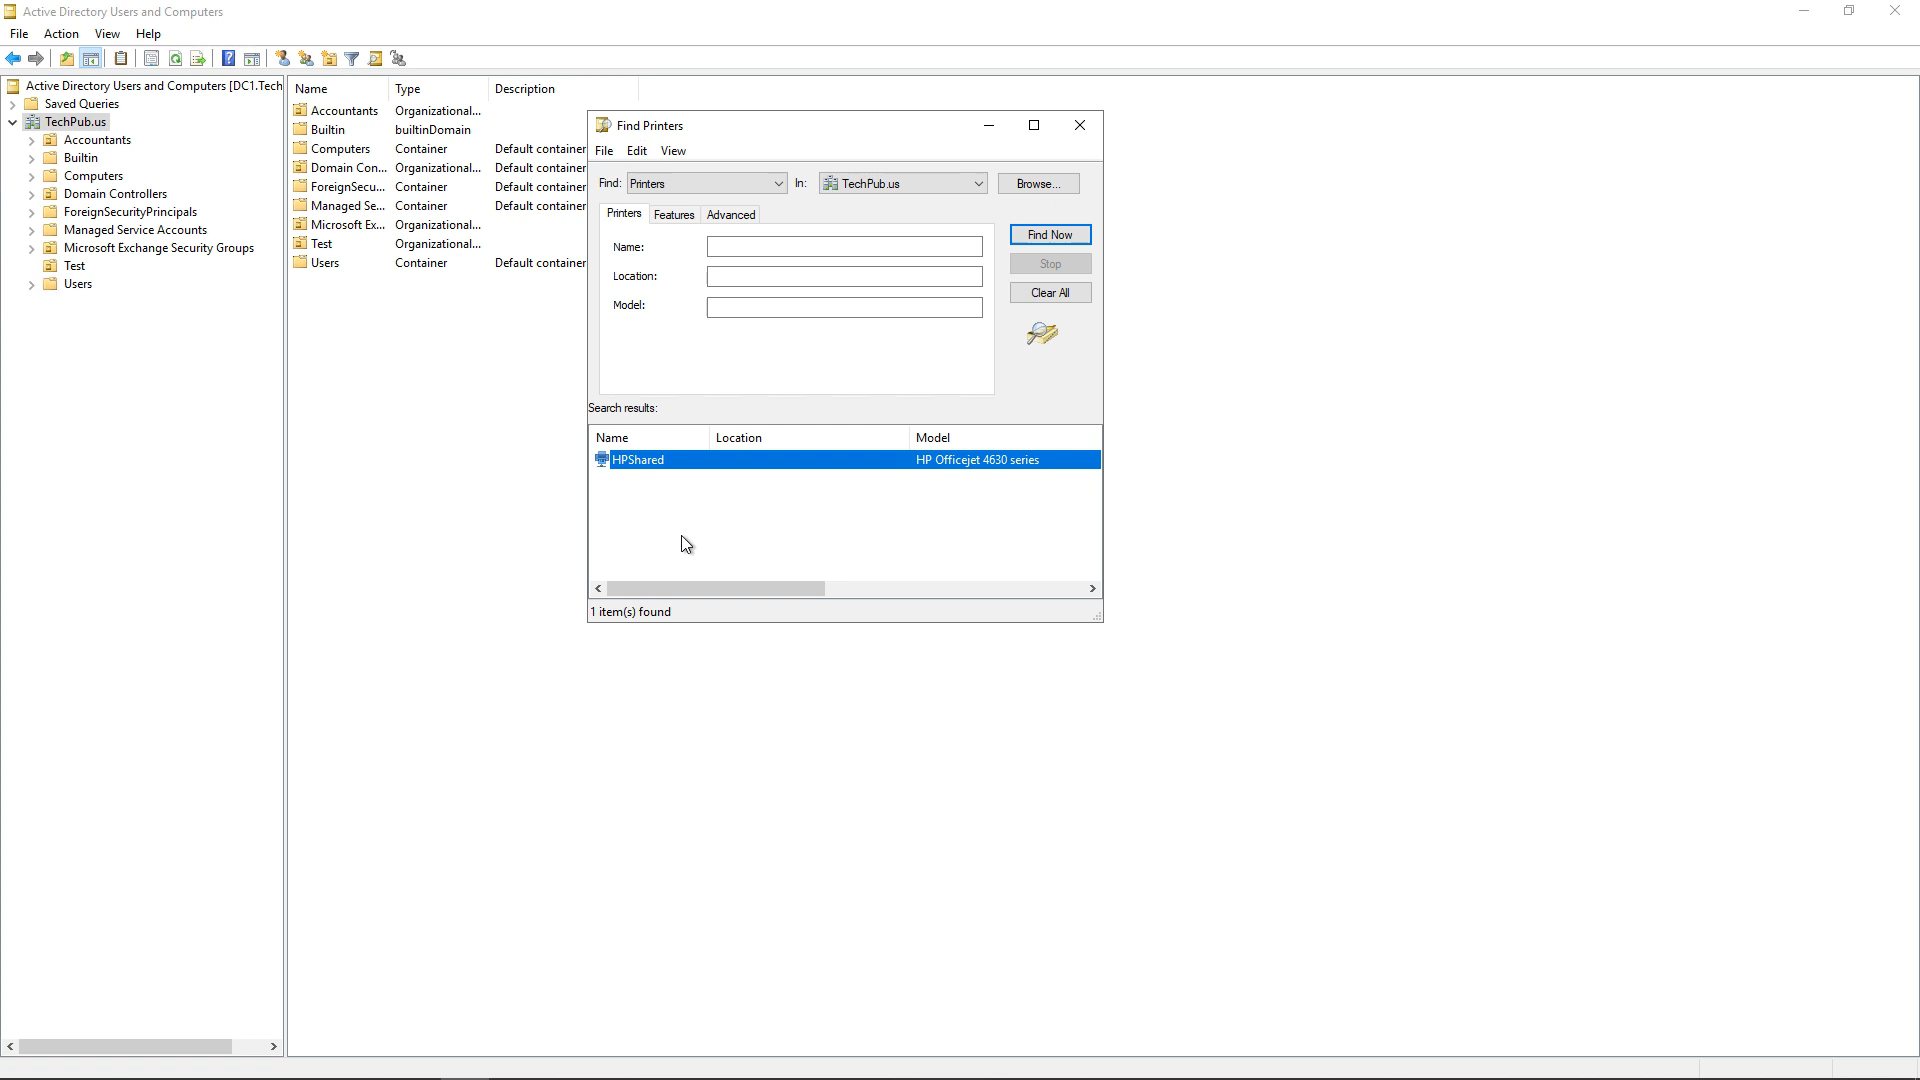 Active Directory Users and Computers
File Action View Help
Active Directory Users and Computers [DC1.Tech
Saved Queries
TechPub.us
Accountants
Builtin
Computers
Domain Controllers
ForeignSecurityPrincipals
Managed Service Accounts
Microsoft Exchange Security Groups
Test
Users
Name Type Description
Accountants Organizational...
Builtin builtinDomain
Computers Container Default container
Domain Con... Organizational... Default container
ForeignSecu... Container Default container
Managed Se... Container Default container
Microsoft Ex... Organizational...
Test Organizational...
Users Container Default container
Find Printers
File Edit View
Find: Printers In: TechPub.us Browse...
Printers Features Advanced
Name:
Location:
Model:
Find Now
Stop
Clear All
Search results:
Name Location Model
HPShared HP Officejet 4630 series
1 item(s) found